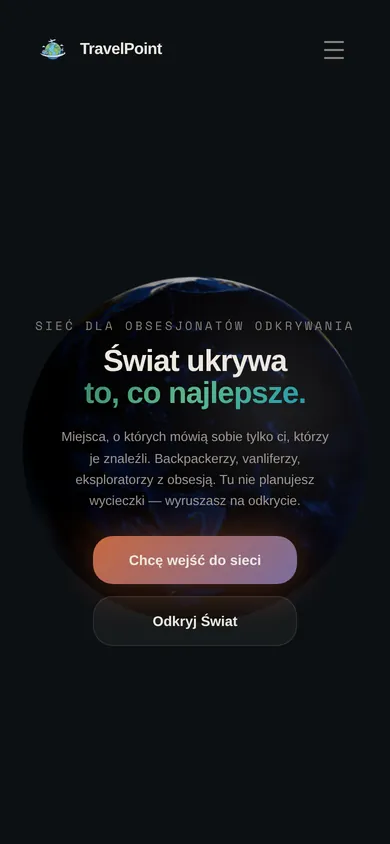 TravelPoint
SIEĆ DLA OBSESJONATÓW ODKRYWANIA
Świat ukrywa
to, co najlepsze.
Miejsca, o których mówią sobie tylko ci, którzy
je znaleźli. Backpackerzy, vanliferzy,
eksploratorzy z obsesją. Tu nie planujesz
wycieczki — wyruszasz na odkrycie.
Chcę wejść do sieci
Odkryj Świat